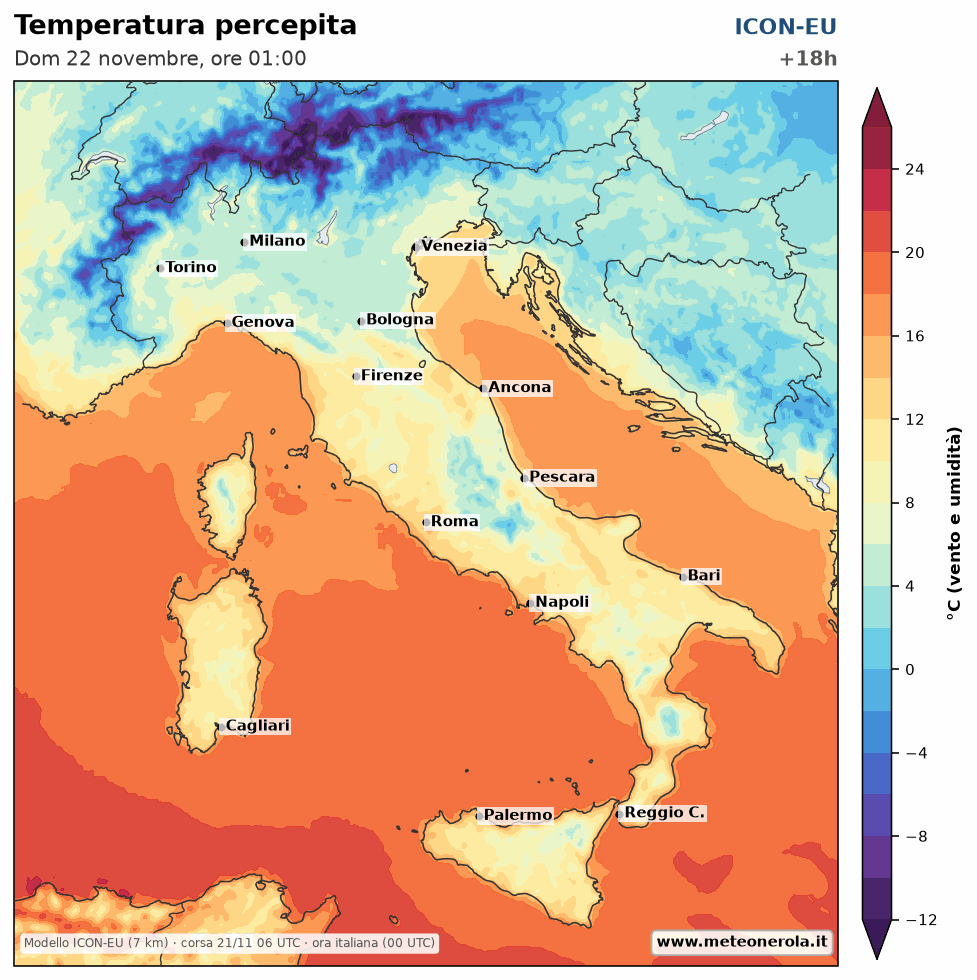 Temperatura percepita
ICON-EU
Dom 22 novembre, ore 01:00
+18h
Milano
Venezia
Torino
Genova
Bologna
Firenze
Ancona
Pescara
Roma
Bari
Napoli
Cagliari
Palermo
Reggio C.
24
20
16
12
8
4
0
−4
−8
−12
°C (vento e umidità)
Modello ICON-EU (7 km) · corsa 21/11 06 UTC · ora italiana (00 UTC)
www.meteonerola.it